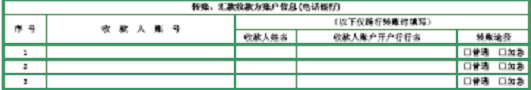 转账、汇款收款方账户信息(电话银行)
序 号 收 款 人 账 号 (以下仅跨行转账时填写)
收款人姓名 收款人账户开户行行名 转账途径
1 □普通 □加急
2 □普通 □加急
3 □普通 □加急